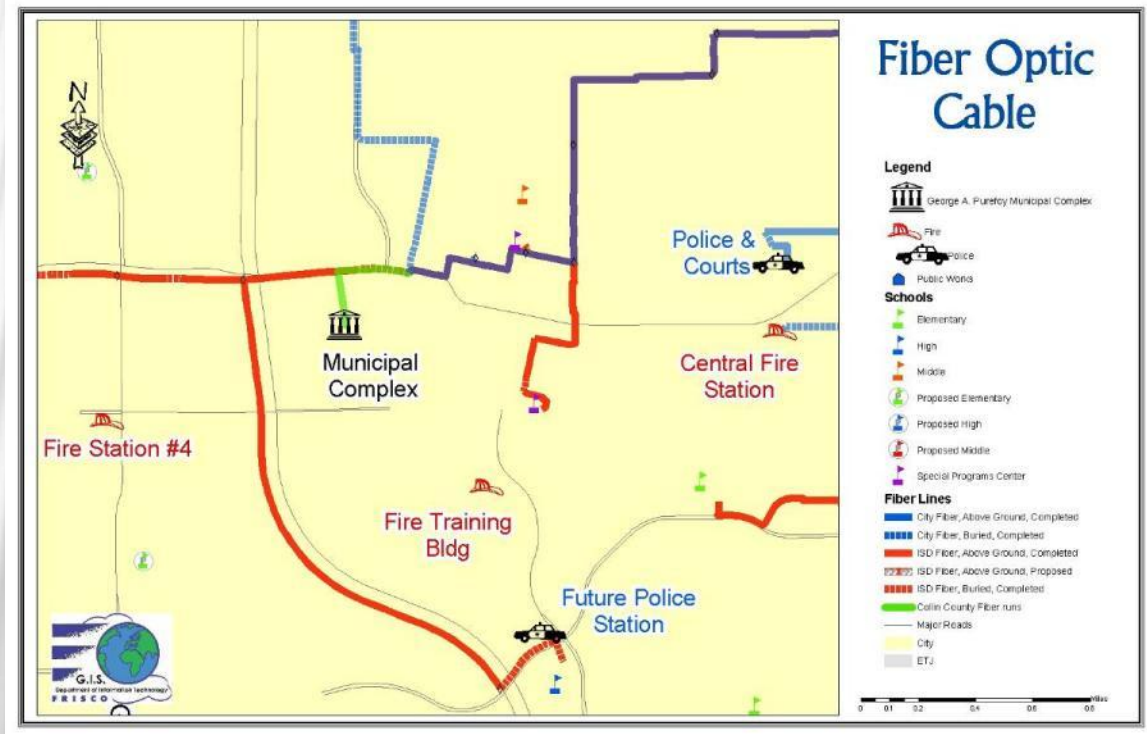 Fiber Optic
Cable
N
Police &
Courts
Municipal
Complex
Central Fire
Station
Fire Station #4
Fire Training
Bldg
Future Police
Station
G.I.S.
Department of Information Technology
FRISCO
Legend
George A. Purefoy Municipal Complex
Fire
Police
Public Works
Schools
Elementary
High
Middle
Proposed Elementary
Proposed High
Proposed Middle
Special Programs Center
Fiber Lines
City Fiber, Above Ground, Completed
City Fiber, Buried, Completed
ISD Fiber, Above Ground, Completed
ISD Fiber, Above Ground, Proposed
ISD Fiber, Buried, Completed
Collin County Fiber runs
Major Roads
City
ETJ
Miles
0 0.1 0.2 0.4 0.6 0.8